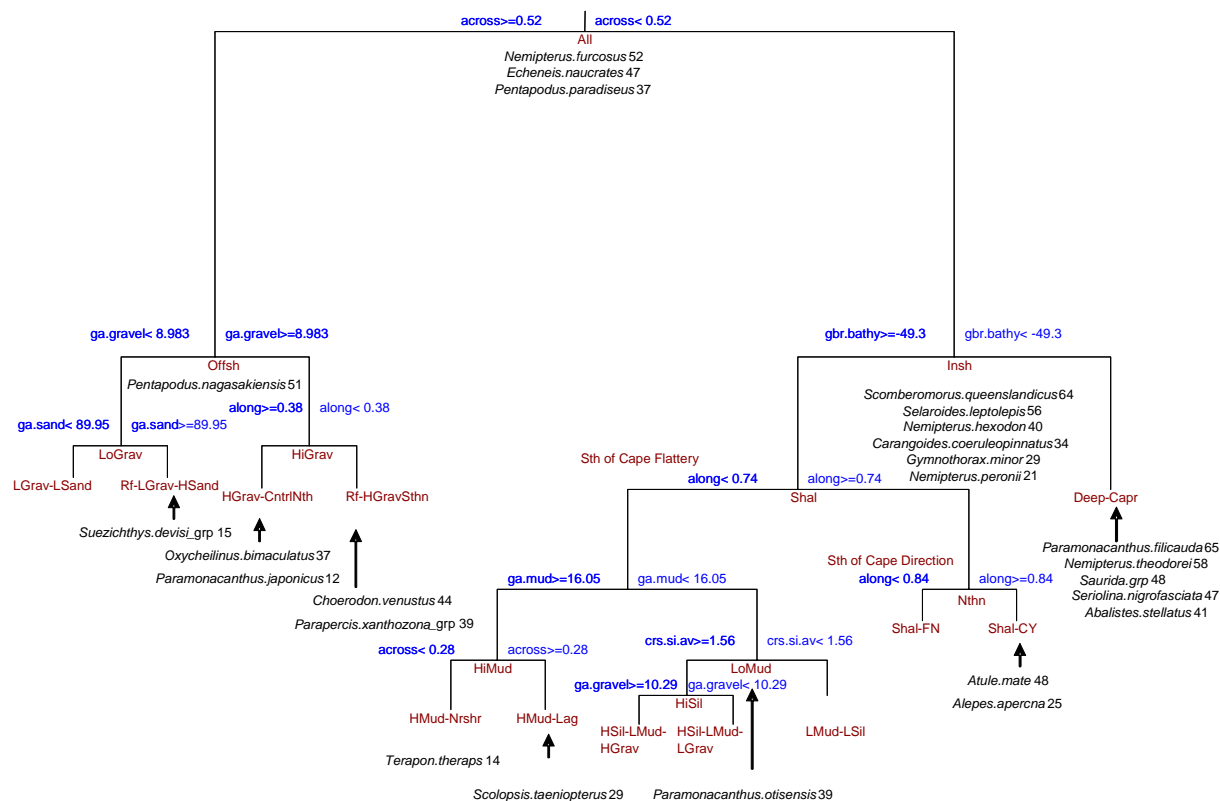 across>=0.52 across< 0.52
All
Nemipterus.furcosus 52
Echeneis.naucrates 47
Pentapodus.paradiseus 37
ga.gravel< 8.983 ga.gravel>=8.983
Offsh
Pentapodus.nagasakiensis 51
ga.sand< 89.95 ga.sand>=89.95
along>=0.38 along< 0.38
LoGrav
HiGrav
LGrav-LSand
Rf-LGrav-HSand
HGrav-CntrlNth
Rf-HGravSthn
Suezichthys.devisi_grp 15
Oxycheilinus.bimaculatus 37
Paramonacanthus.japonicus 12
Choerodon.venustus 44
Parapercis.xanthozona_grp 39
gbr.bathy>=-49.3 gbr.bathy< -49.3
Insh
Scomberomorus.queenslandicus 64
Selaroides.leptolepis 56
Nemipterus.hexodon 40
Carangoides.coeruleopinnatus 34
Gymnothorax.minor 29
Nemipterus.peronii 21
Sth of Cape Flattery
along< 0.74 along>=0.74
Shal
Deep-Capr
Paramonacanthus.filicauda 65
Nemipterus.theodorei 58
Saurida.grp 48
Seriolina.nigrofasciata 47
Abalistes.stellatus 41
Sth of Cape Direction
along< 0.84 along>=0.84
Nthn
Shal-FN
Shal-CY
Atule.mate 48
Alepes.apercna 25
ga.mud>=16.05 ga.mud< 16.05
across< 0.28 across>=0.28
HiMud
HMud-Nrshr
HMud-Lag
Terapon.theraps 14
Scolopsis.taeniopterus 29
crs.si.av>=1.56 crs.si.av< 1.56
LoMud
ga.gravel>=10.29 ga.gravel< 10.29
HiSil
HSil-LMud-
HGrav
HSil-LMud-
LGrav
LMud-LSil
Paramonacanthus.otisensis 39